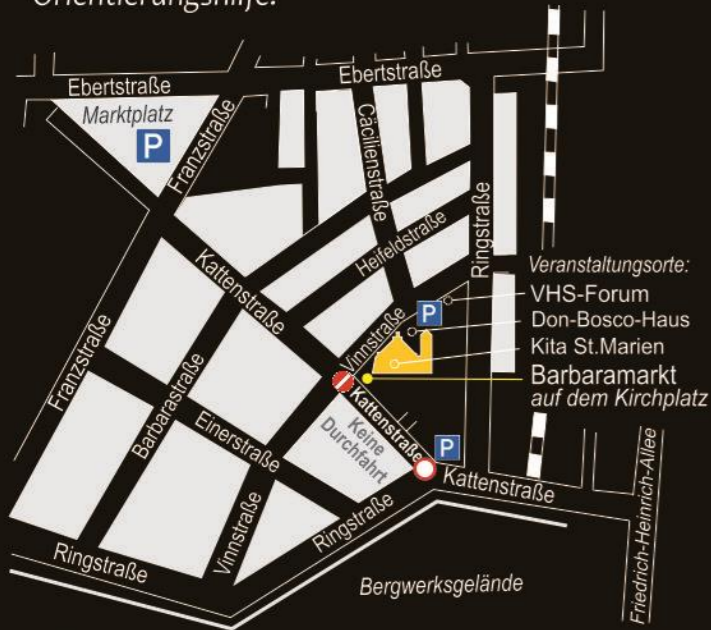 Orientierungshilfe:
Ebertstraße
Ebertstraße
Marktplatz
P
Franzstraße
Cäcilienstraße
Ringstraße
Heifeldstraße
Kattenstraße
Veranstaltungsorte:
VHS-Forum
P
Don-Bosco-Haus
Vinnstraße
Kita St.Marien
Barbaramarkt
auf dem Kirchplatz
Franzstraße
Barbarastraße
Kattenstraße
Einerstraße
Keine
Durchfahrt
P
Kattenstraße
Friedrich-Heinrich-Allee
Vinnstraße
Ringstraße
Ringstraße
Bergwerksgelände